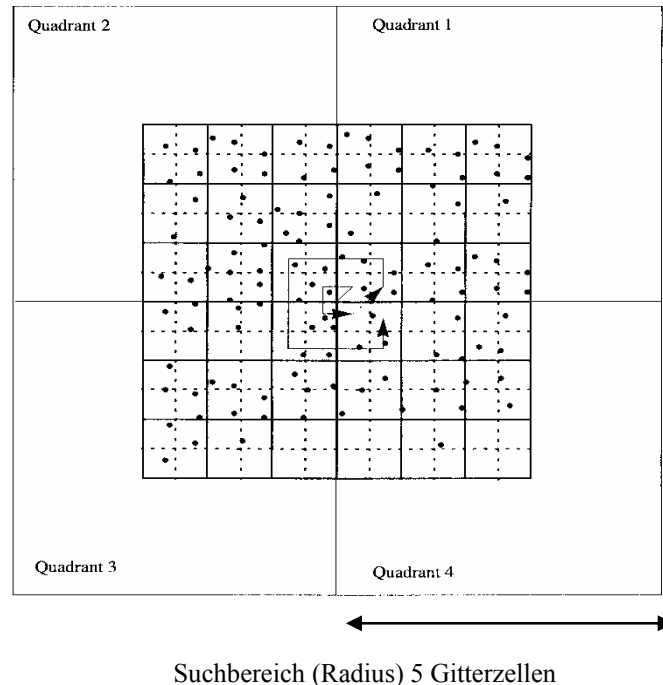 Quadrant 2
Quadrant 1
Quadrant 3
Quadrant 4
Suchbereich (Radius) 5 Gitterzellen